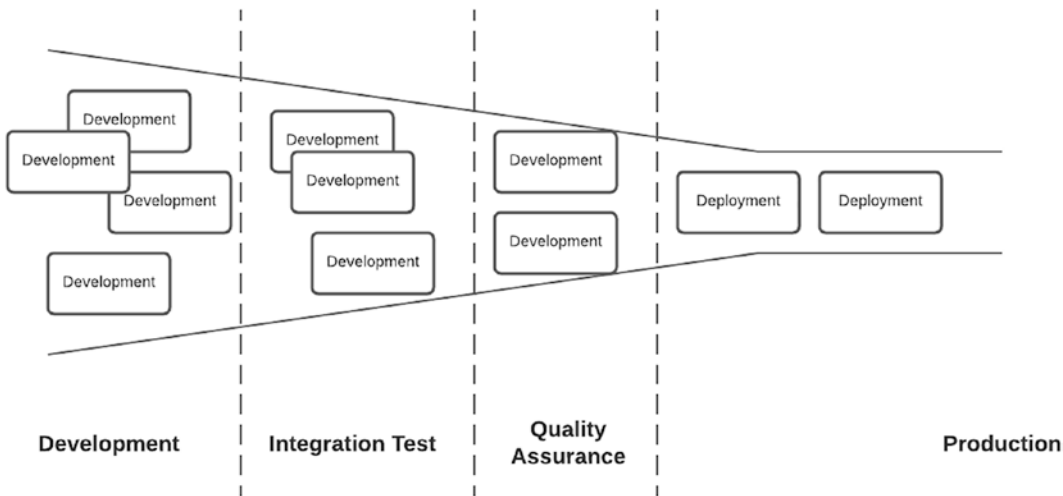 Development
Development
Development
Development
Development
Development
Development
Development
Development
Deployment
Deployment
Development
Integration Test
Quality
Assurance
Production